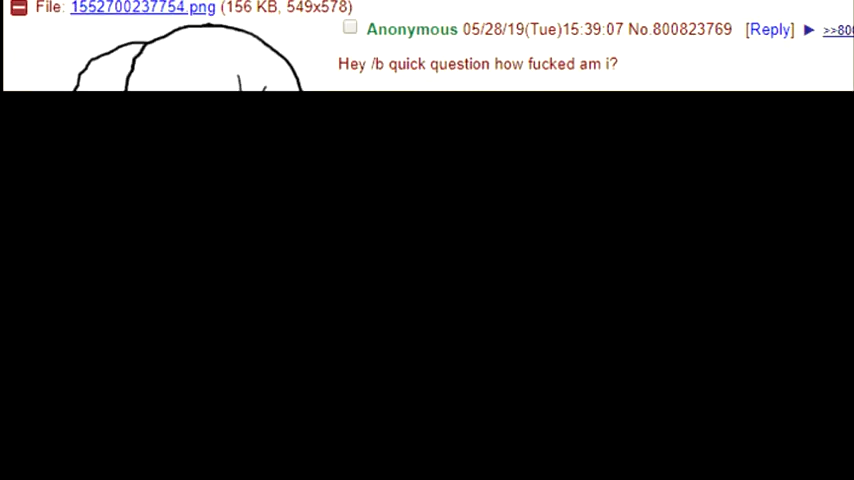 File: 1552700237754.png (156 KB, 549x578)
Anonymous 05/28/19(Tue)15:39:07 No.800823769 [Reply] ▶ >>800
Hey /b quick question how fucked am i?